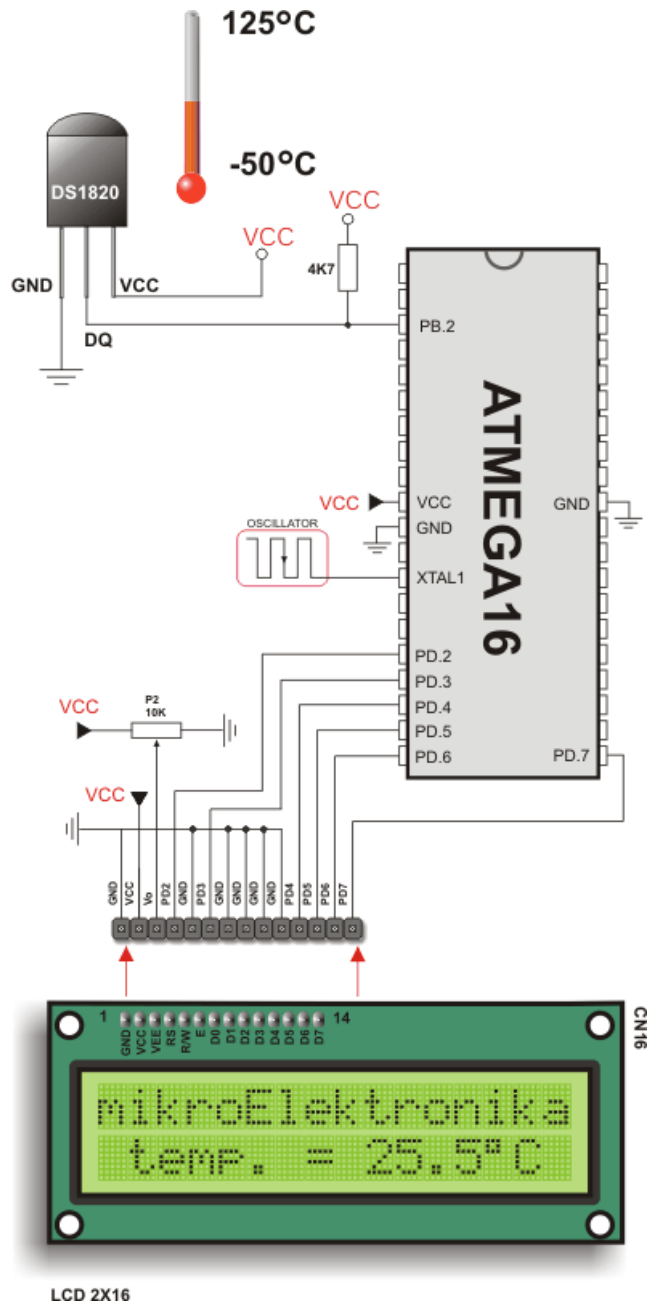 125°C
-50°C
DS1820
VCC
VCC
4K7
GND
VCC
DQ
PB.2
ATMEGA16
VCC
VCC
GND
GND
OSCILLATOR
XTAL1
PD.2
PD.3
PD.4
PD.5
PD.6
PD.7
P2
10K
VCC
VCC
GND
VCC
Vo
PD2
GND
PD3
GND
GND
GND
GND
PD4
PD5
PD6
PD7
1
14
GND
VCC
VEE
RS
R/W
E
D0
D1
D2
D3
D4
D5
D6
D7
CN16
mikroElektronika
temp. = 25.5°C
LCD 2X16